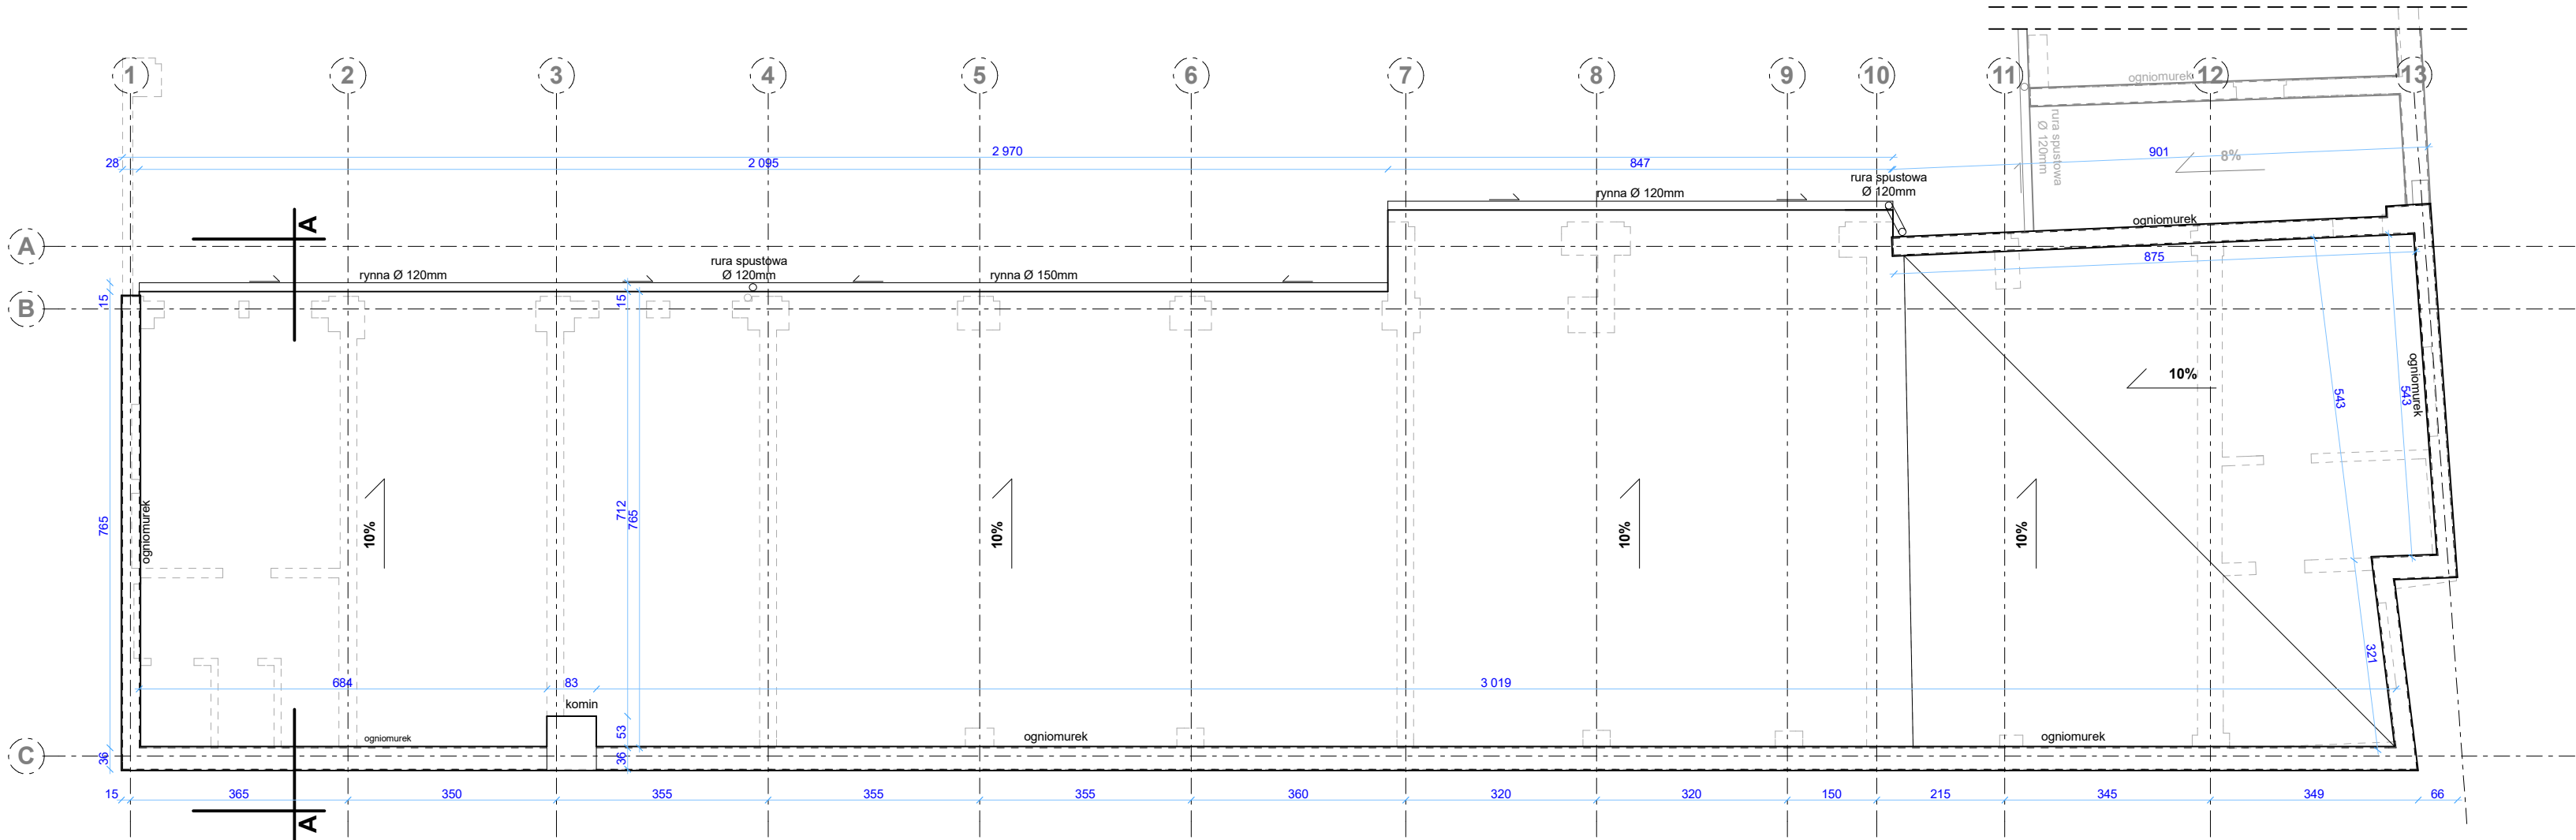 1 2 3 4 5 6 7 8 9 10 11 12 13
ogniomurek
rura spustowa
Ø 120mm
8%
2 970
901
28
2 095
847
rura spustowa
Ø 120mm
rynna Ø 120mm
ogniomurek
A
A
875
rura spustowa
Ø 120mm
rynna Ø 120mm
rynna Ø 150mm
B
15
15
10%
ogniomurek
543
543
765
ogniomurek
10%
712
765
10%
10%
10%
321
684
83
3 019
komin
ogniomurek
53
ogniomurek
ogniomurek
C
36
36
15
365
350
355
355
355
360
320
320
150
215
345
349
66
A